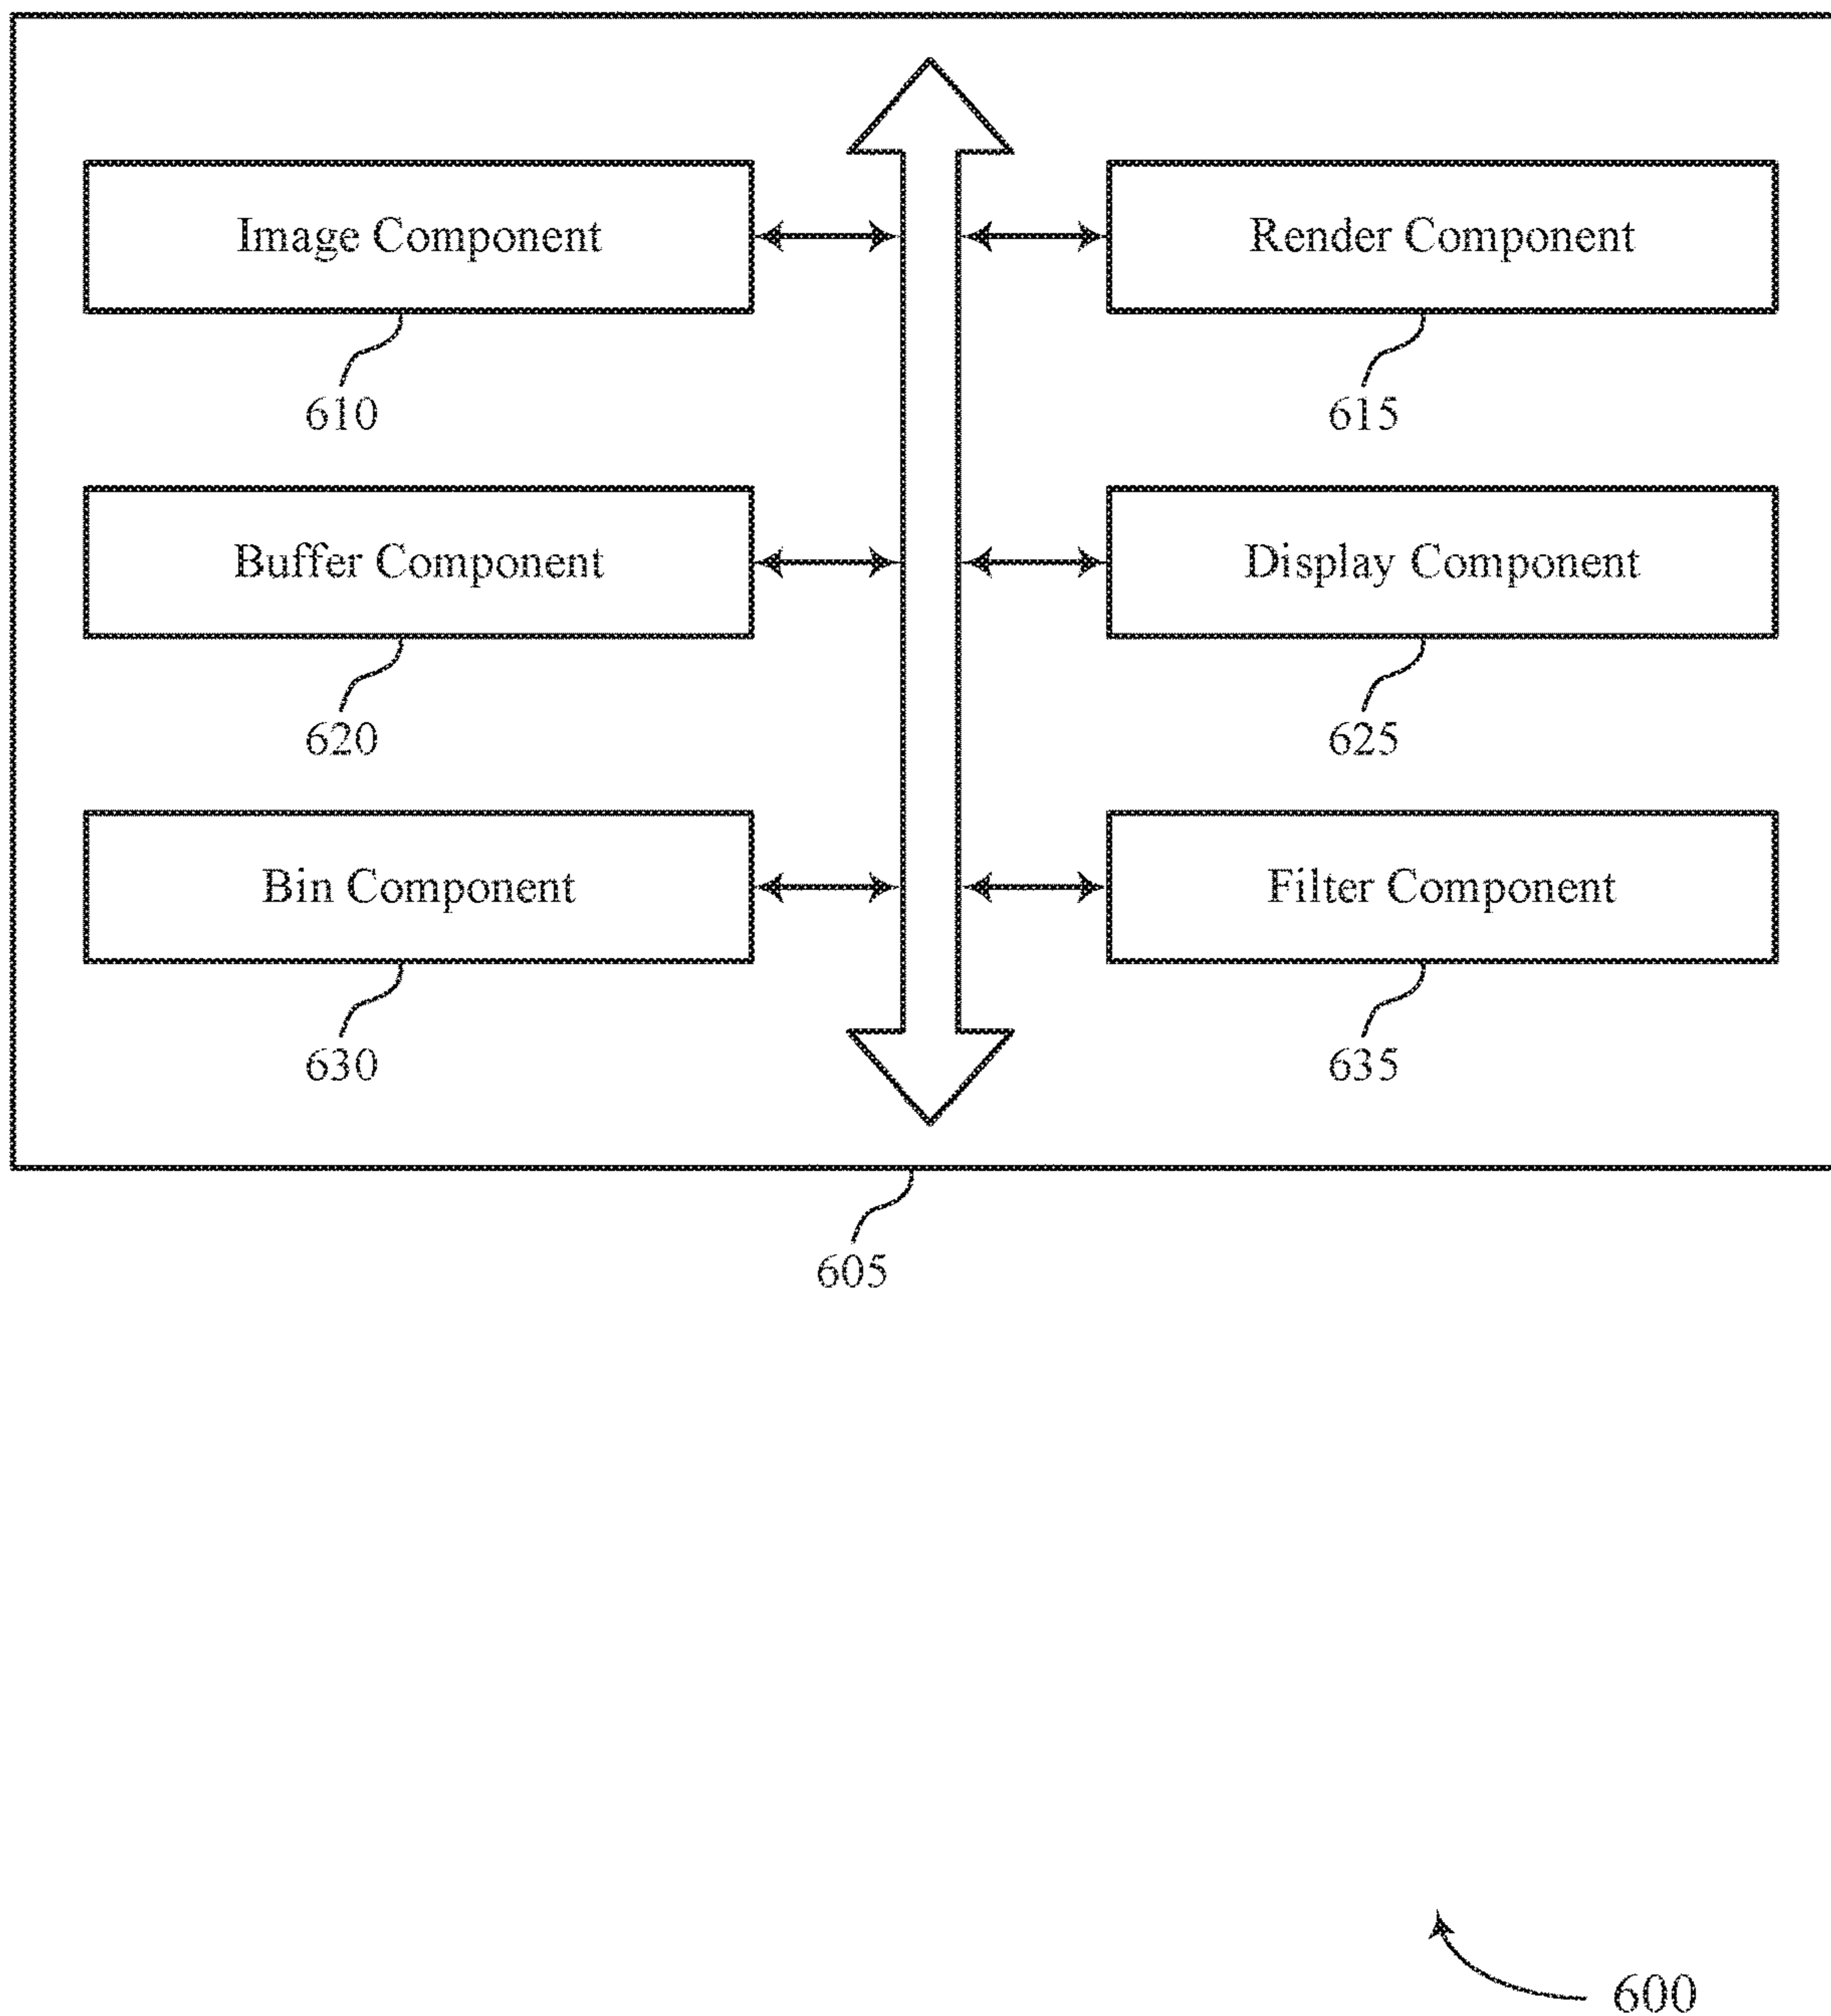 Image Component
Render Component
610
615
Buffer Component
Display Component
620
625
Bin Component
Filter Component
630
635
605
600